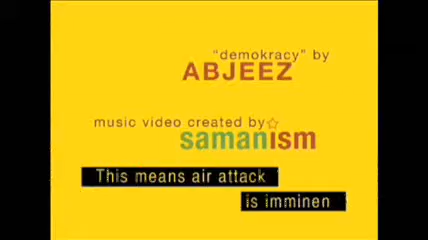 "demokracy" by
ABJEEZ
music video created by
samanism
This means air attack
is imminen